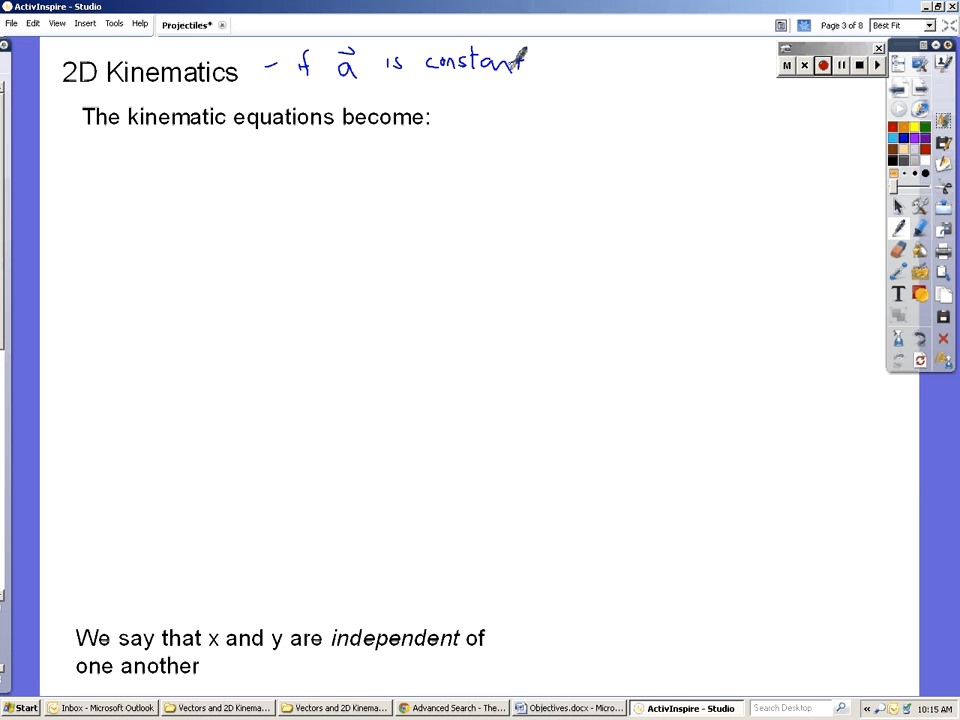 ActivInspire - Studio
File Edit View Insert Tools Help Projectiles* Page 3 of 8 Best Fit
2D Kinematics - if a⃗ is constant
M
The kinematic equations become:
T
We say that x and y are independent of
one another
Start Inbox - Microsoft Outlook Vectors and 2D Kinema... Vectors and 2D Kinema... Advanced Search - The... Objectives.docx - Micro... ActivInspire - Studio Search Desktop « 10:15 AM